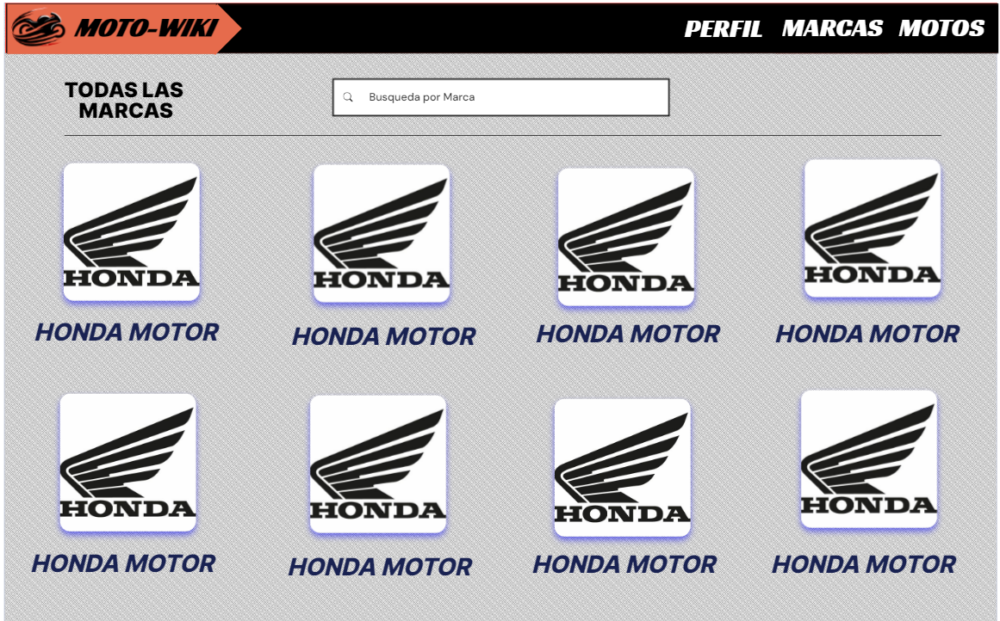 MOTO-WIKI
PERFIL MARCAS MOTOS
TODAS LAS
MARCAS
Busqueda por Marca
HONDA HONDA HONDA HONDA
HONDA MOTOR HONDA MOTOR HONDA MOTOR HONDA MOTOR
HONDA HONDA HONDA HONDA
HONDA MOTOR HONDA MOTOR HONDA MOTOR HONDA MOTOR